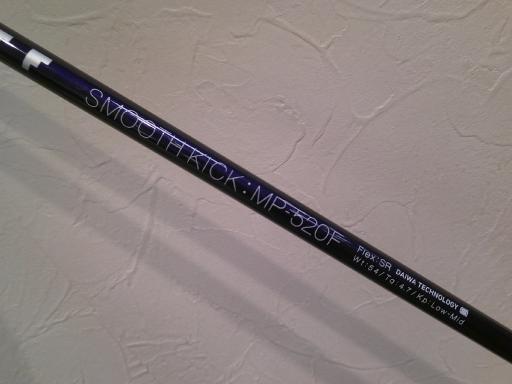 SMOOTH KICK:MP-520F
Flex:SR DAIWA TECHNOLOGY
Wt:54/Tq:4.7/Kp:Low-Mid